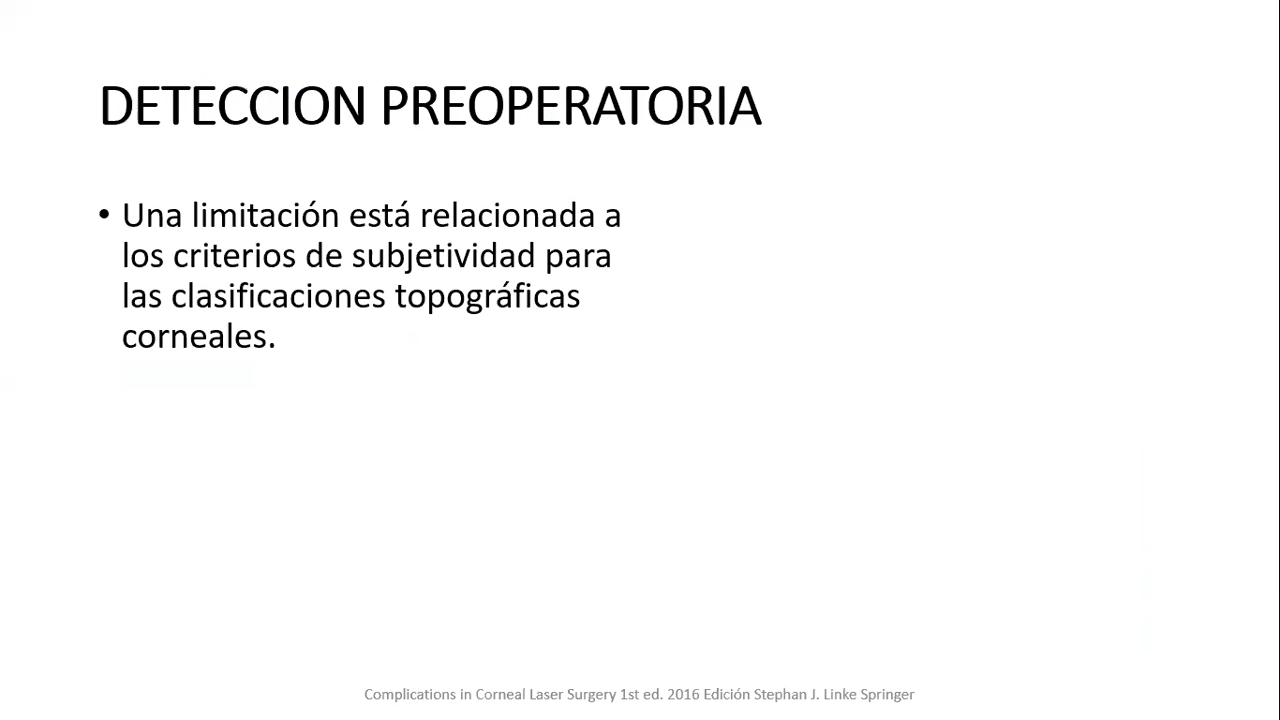 DETECCION PREOPERATORIA
• Una limitación está relacionada a
los criterios de subjetividad para
las clasificaciones topográficas
corneales.
Complications in Corneal Laser Surgery 1st ed. 2016 Edición Stephan J. Linke Springer